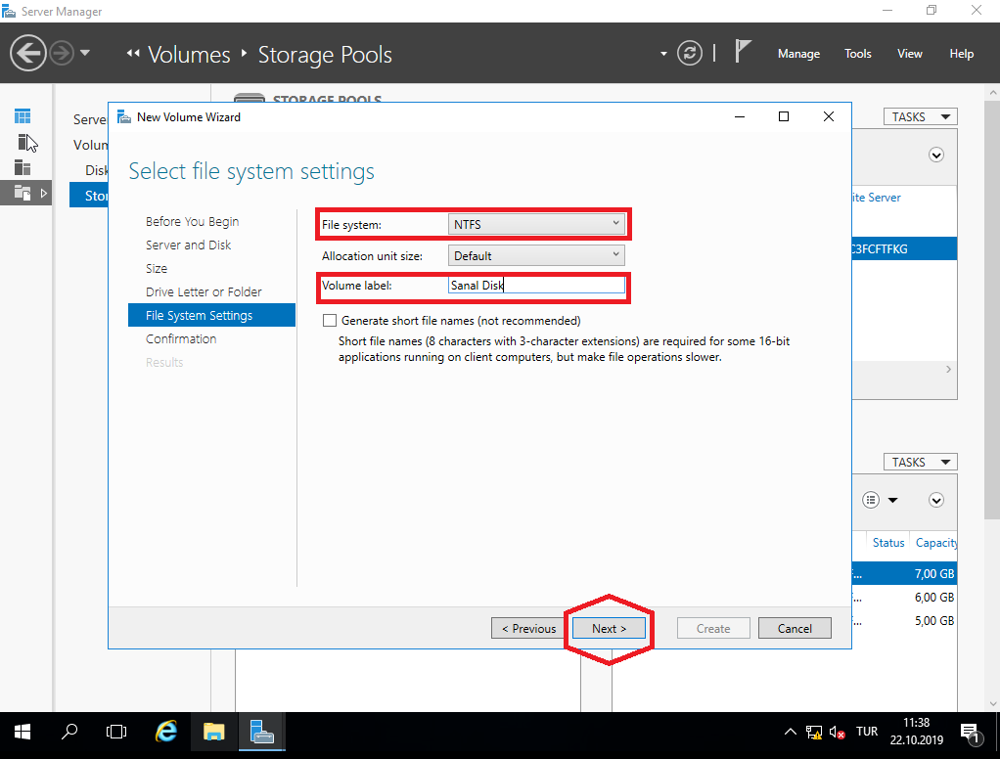 Server Manager
Volumes
Storage Pools
Manage
Tools
View
Help
STORAGE POOLS
TASKS
New Volume Wizard
Select file system settings
Before You Begin
Server and Disk
Size
Drive Letter or Folder
File System Settings
Confirmation
Results
File system:
NTFS
Allocation unit size:
Default
Volume label:
Sanal Disk
Generate short file names (not recommended)
Short file names (8 characters with 3-character extensions) are required for some 16-bit
applications running on client computers, but make file operations slower.
ite Server
C3FCFTFKG
TASKS
Status
Capacity
7,00 GB
6,00 GB
5,00 GB
< Previous
Next >
Create
Cancel
TUR
11:38
22.10.2019
1